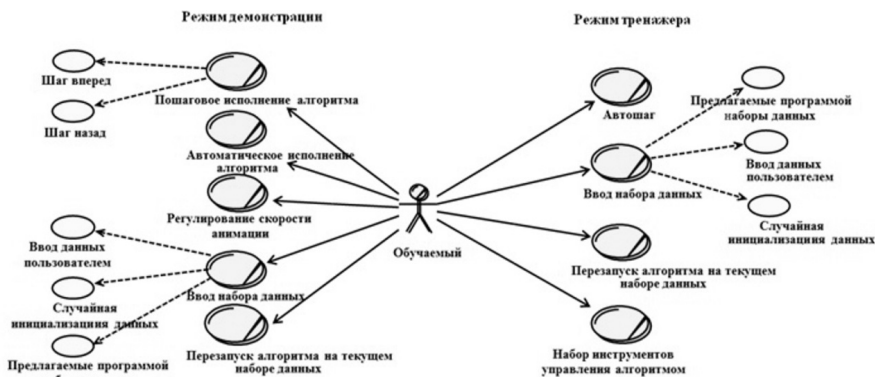 Режим демонстрации
Режим тренажера
Шаг вперед
Шаг назад
Пошаговое исполнение алгоритма
Автоматическое исполнение
алгоритма
Регулирование скорости
анимации
Ввод данных
пользователем
Случайная
инициализациия данных
Предлагаемые программой
Ввод набора данных
Перезапуск алгоритма на текущем
наборе данных
Обучаемый
Автошаг
Предлагаемые программой
наборы данных
Ввод набора данных
Ввод данных
пользователем
Случайная
инициализациия данных
Перезапуск алгоритма на текущем
наборе данных
Набор инструментов
управления алгоритмом